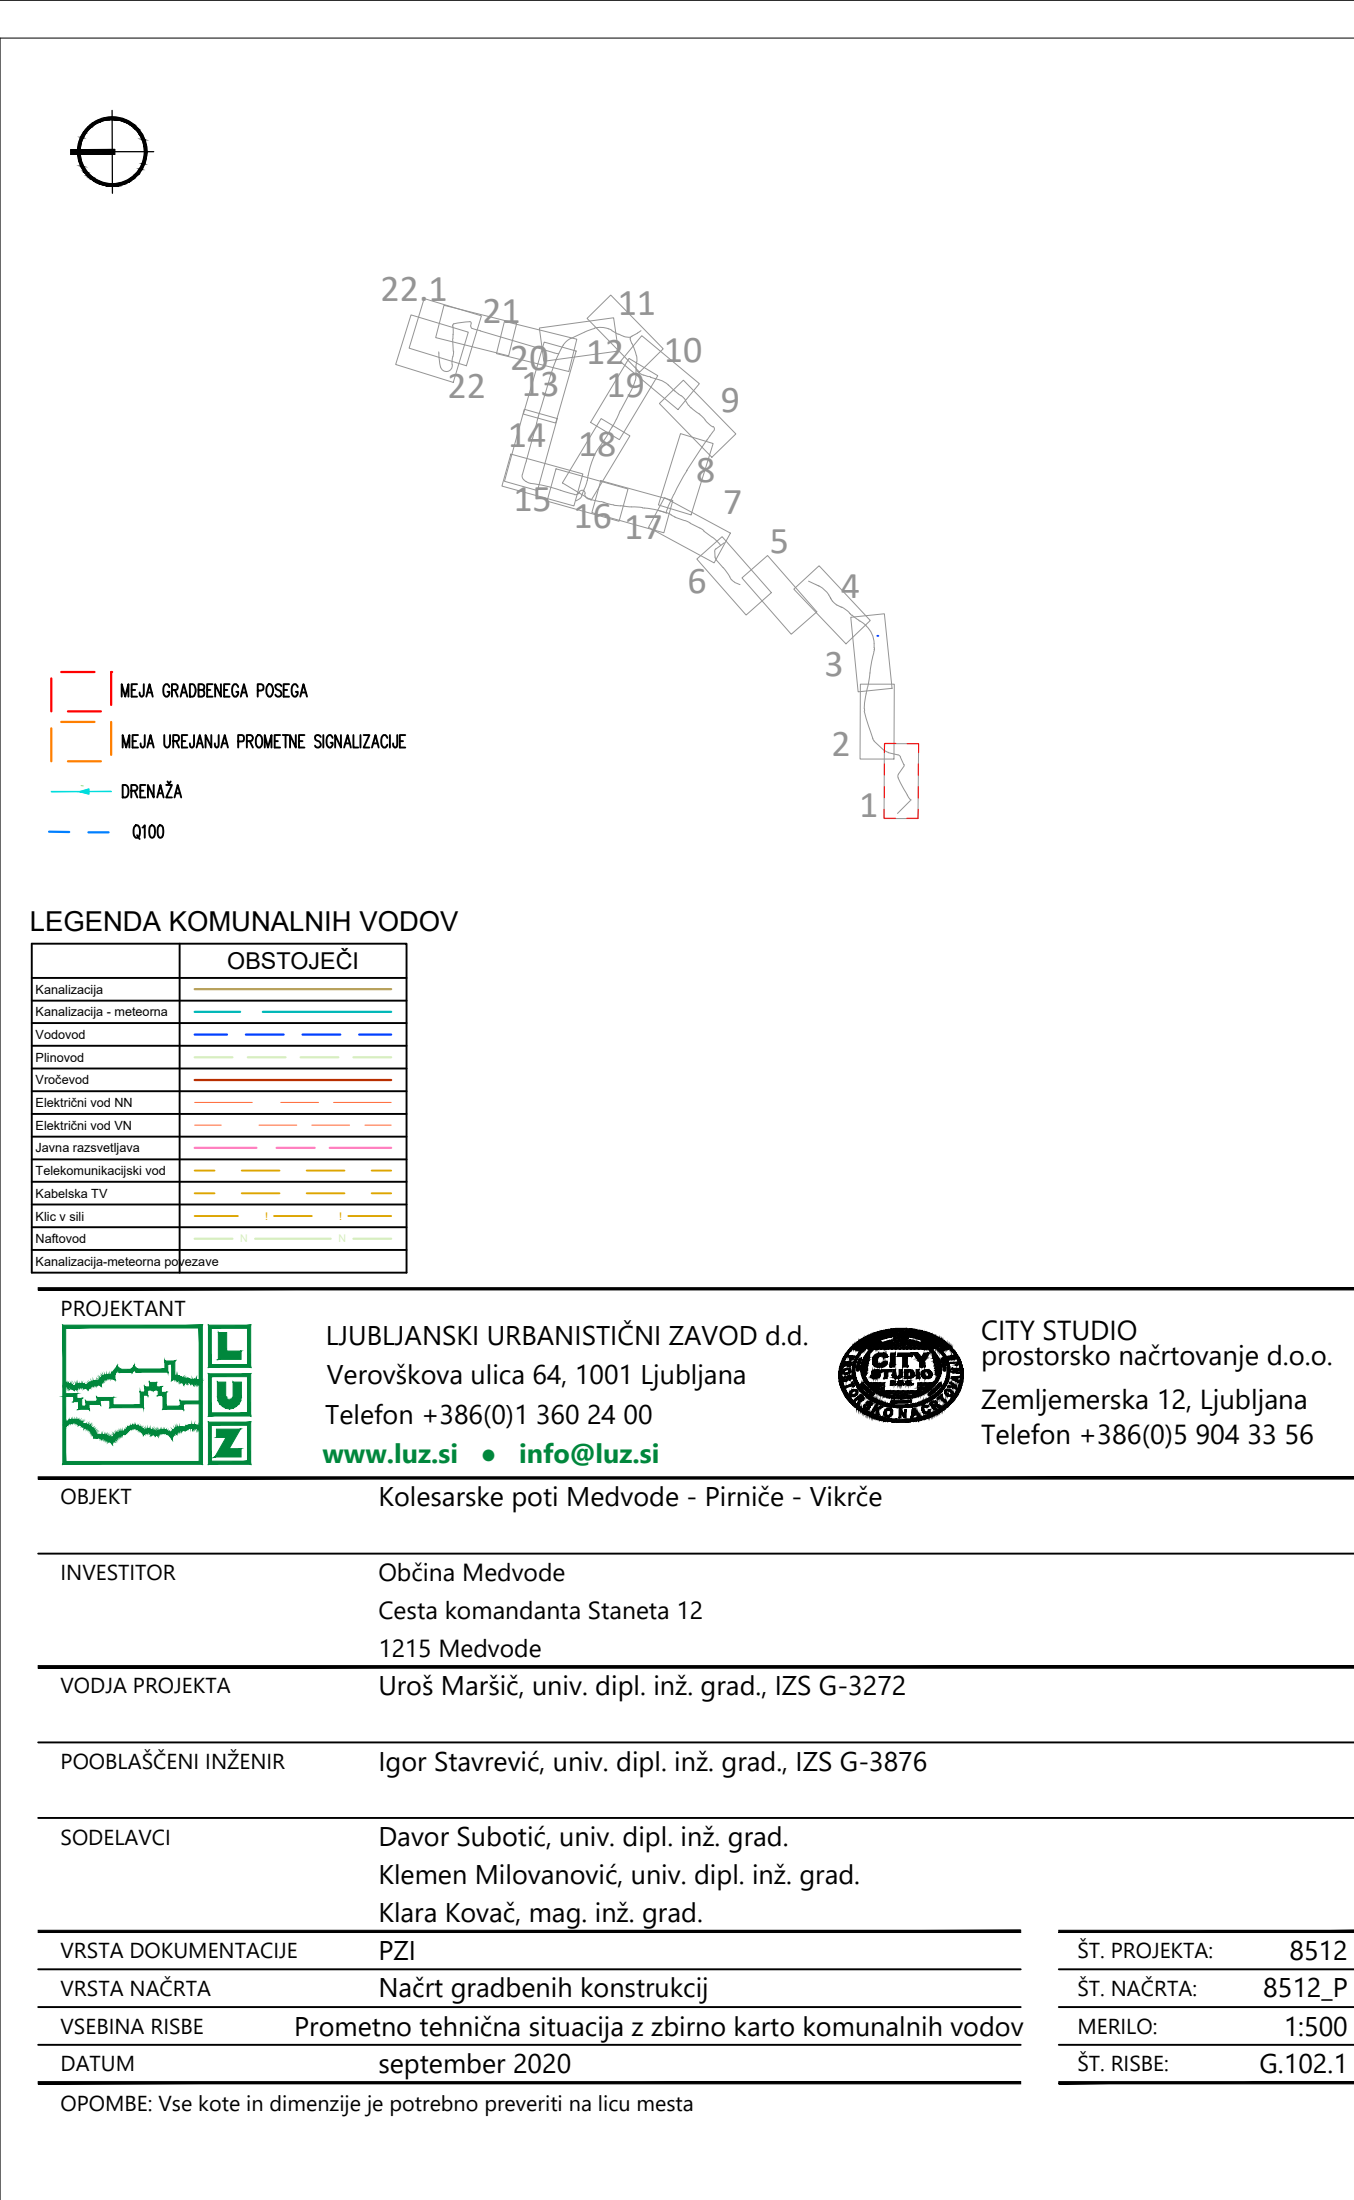 22.1
21
11
20
12
10
22
13
19
9
14
18
8
15
16
17
7
5
6
4
3
2
1
MEJA GRADBENEGA POSEGA
MEJA UREJANJA PROMETNE SIGNALIZACIJE
DRENAŽA
Q100
LEGENDA KOMUNALNIH VODOV
OBSTOJEČI
Kanalizacija
Kanalizacija - meteorna
Vodovod
Plinovod
Vročevod
Električni vod NN
Električni vod VN
Javna razsvetljava
Telekomunikacijski vod
Kabelska TV
Klic v sili ! !
Naftovod N N
Kanalizacija-meteorna povezave
PROJEKTANT
LUZ
LJUBLJANSKI URBANISTIČNI ZAVOD d.d.
Verovškova ulica 64, 1001 Ljubljana
Telefon +386(0)1 360 24 00
www.luz.si ● info@luz.si
CITY
STUDIO
CITY STUDIO
prostorsko načrtovanje d.o.o.
Zemljemerska 12, Ljubljana
Telefon +386(0)5 904 33 56
OBJEKT Kolesarske poti Medvode - Pirniče - Vikrče
INVESTITOR Občina Medvode
Cesta komandanta Staneta 12
1215 Medvode
VODJA PROJEKTA Uroš Maršič, univ. dipl. inž. grad., IZS G-3272
POOBLAŠČENI INŽENIR Igor Stavrević, univ. dipl. inž. grad., IZS G-3876
SODELAVCI Davor Subotić, univ. dipl. inž. grad.
Klemen Milovanović, univ. dipl. inž. grad.
Klara Kovač, mag. inž. grad.
VRSTA DOKUMENTACIJE PZI ŠT. PROJEKTA: 8512
VRSTA NAČRTA Načrt gradbenih konstrukcij ŠT. NAČRTA: 8512_P
VSEBINA RISBE Prometno tehnična situacija z zbirno karto komunalnih vodov MERILO: 1:500
DATUM september 2020 ŠT. RISBE: G.102.1
OPOMBE: Vse kote in dimenzije je potrebno preveriti na licu mesta